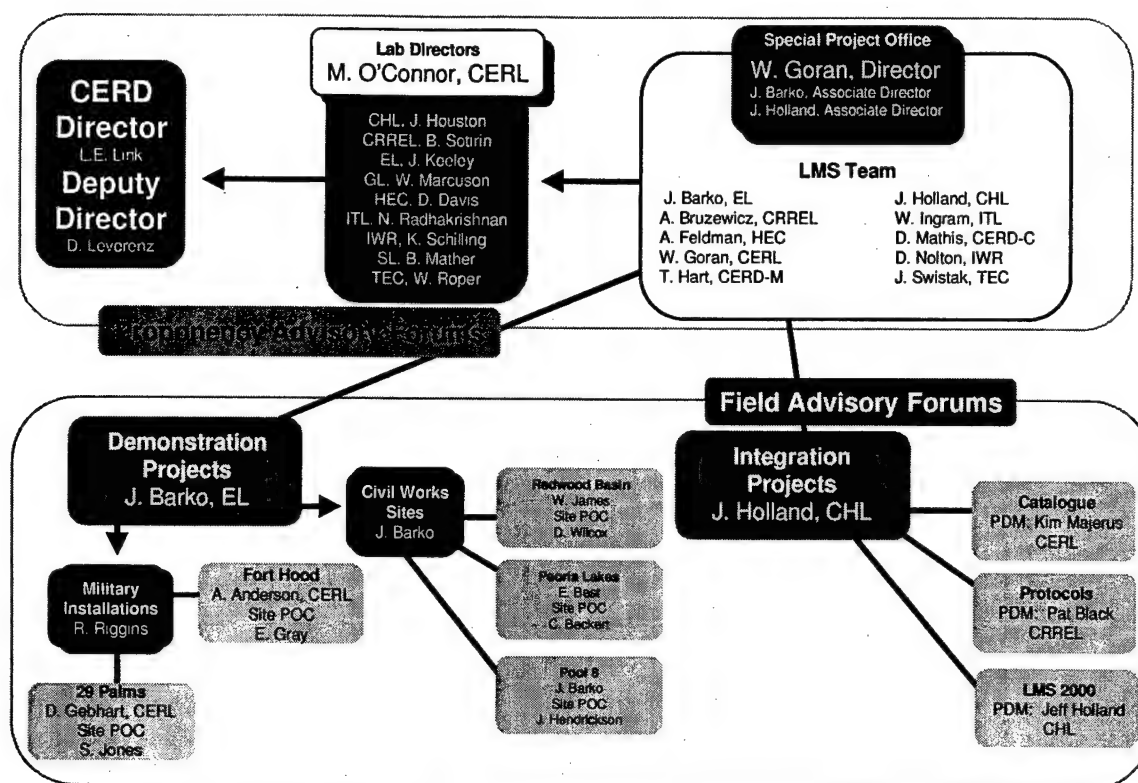 CERD
Director
L.E. Link
Deputy
Director
D. Leverenz
Lab Directors
M. O'Connor, CERL
CHL, J. Houston
CRREL, B. Sotirin
EL, J. Keeley
GL, W. Marcuson
HEC, D. Davis
ITL, N. Radhakrishnan
IWR, K. Schilling
SL, B. Mather
TEC, W. Roper
Special Project Office
W. Goran, Director
J. Barko, Associate Director
J. Holland, Associate Director
LMS Team
J. Barko, EL
A. Bruzewicz, CRREL
A. Feldman, HEC
W. Goran, CERL
T. Hart, CERD-M
J. Holland, CHL
W. Ingram, ITL
D. Mathis, CERD-C
D. Nolton, IWR
J. Swistak, TEC
Proponency Advisory Forums
Field Advisory Forums
Demonstration
Projects
J. Barko, EL
Military
Installations
R. Riggins
Fort Hood
A. Anderson, CERL
Site POC
E. Gray
29 Palms
D. Gebhart, CERL
Site POC
S. Jones
Civil Works
Sites
J. Barko
Redwood Basin
W. James
Site POC
D. Wilcox
Peoria Lakes
E. Best
Site POC
C. Beckert
Pool 8
J. Barko
Site POC
J. Hendrickson
Integration
Projects
J. Holland, CHL
Catalogue
PDM: Kim Majerus
CERL
Protocols
PDM: Pat Black
CRREL
LMS 2000
PDM: Jeff Holland
CHL